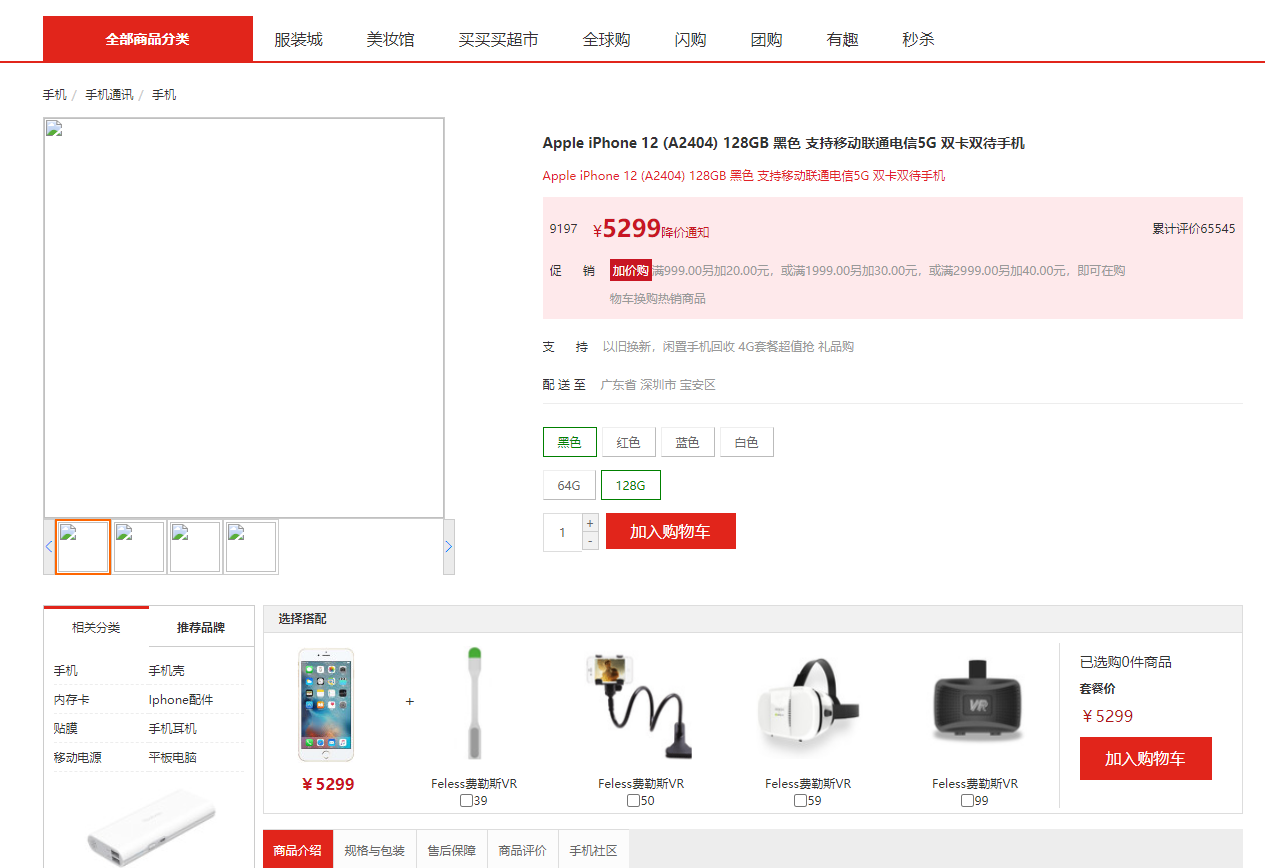 全部商品分类 服装城 美妆馆 买买买超市 全球购 闪购 团购 有趣 秒杀
手机 / 手机通讯 / 手机
Apple iPhone 12 (A2404) 128GB 黑色 支持移动联通电信5G 双卡双待手机
Apple iPhone 12 (A2404) 128GB 黑色 支持移动联通电信5G 双卡双待手机
9197 ¥5299降价通知 累计评价65545
促 销 加价购满999.00另加20.00元，或满1999.00另加30.00元，或满2999.00另加40.00元，即可在购
物车换购热销商品
支 持 以旧换新，闲置手机回收 4G套餐超值抢 礼品购
配 送 至 广东省 深圳市 宝安区
黑色 红色 蓝色 白色
64G 128G
1 + - 加入购物车
< >
相关分类 推荐品牌
手机 手机壳
内存卡 Iphone配件
贴膜 手机耳机
移动电源 平板电脑
选择搭配
+
￥5299
Feless费勒斯VR
39
Feless费勒斯VR
50
VR
Feless费勒斯VR
59
Feless费勒斯VR
99
已选购0件商品
套餐价
￥5299
加入购物车
商品介绍 规格与包装 售后保障 商品评价 手机社区